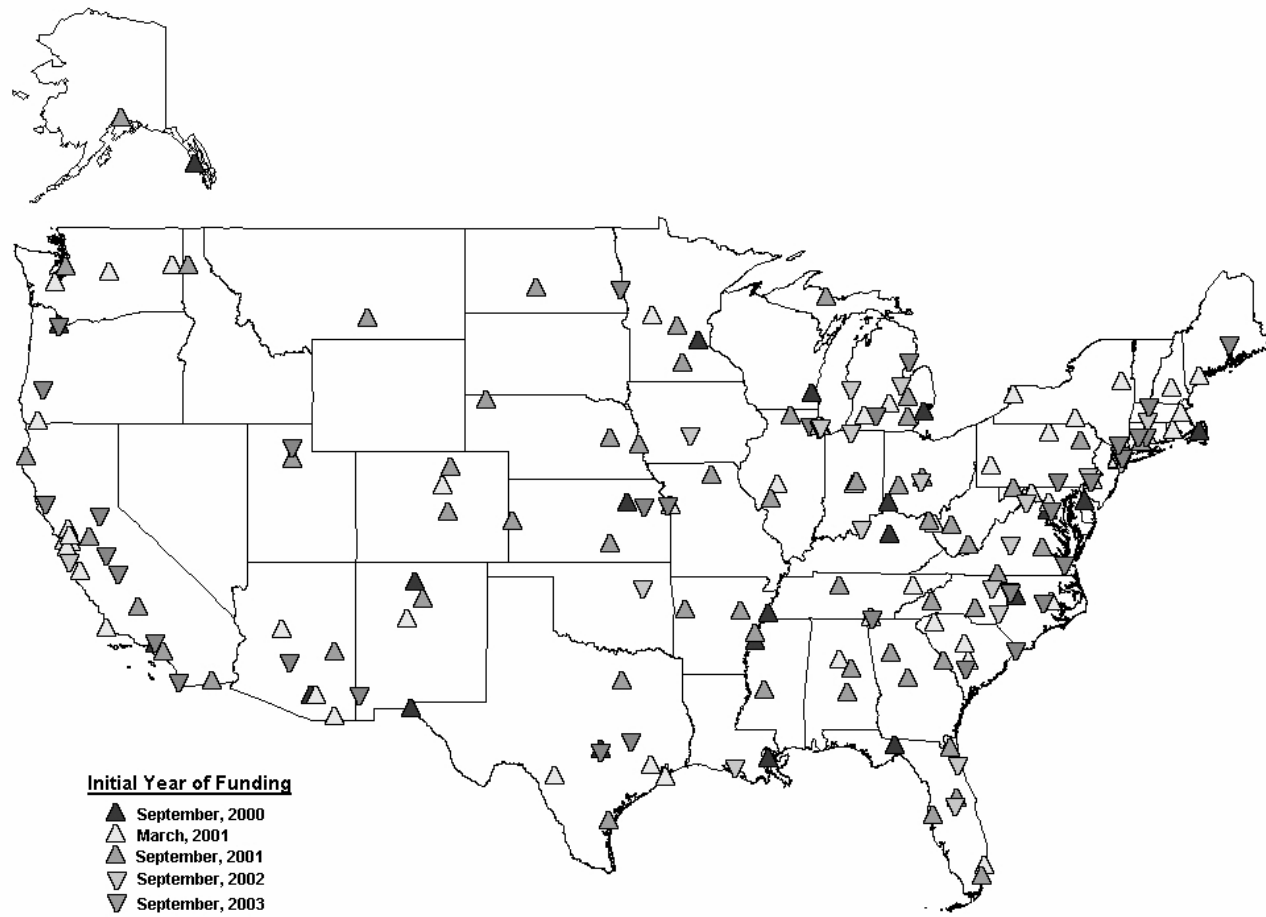 Initial Year of Funding
September, 2000
March, 2001
September, 2001
September, 2002
September, 2003